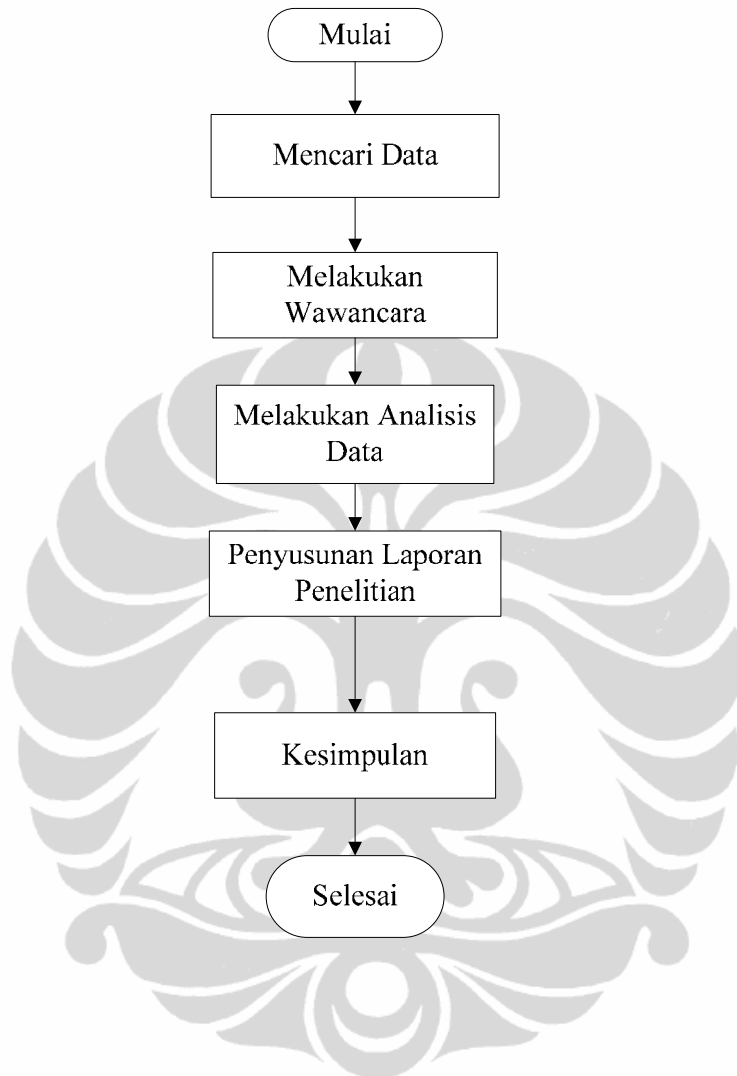 Mulai
Mencari Data
Melakukan
Wawancara
Melakukan Analisis
Data
Penyusunan Laporan
Penelitian
Kesimpulan
Selesai